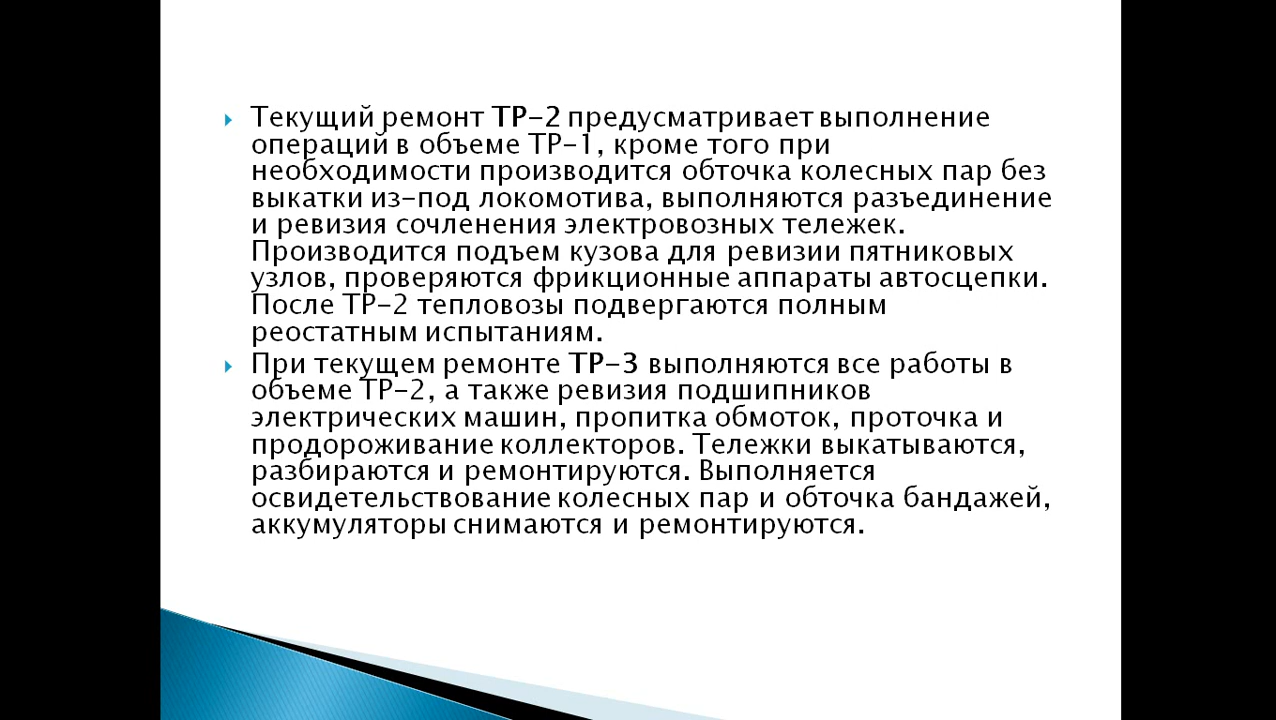 Текущий ремонт ТР-2 предусматривает выполнение
операций в объеме ТР-1, кроме того при
необходимости производится обточка колесных пар без
выкатки из-под локомотива, выполняются разъединение
и ревизия сочленения электровозных тележек.
Производится подъем кузова для ревизии пятниковых
узлов, проверяются фрикционные аппараты автосцепки.
После ТР-2 тепловозы подвергаются полным
реостатным испытаниям.
При текущем ремонте ТР-3 выполняются все работы в
объеме ТР-2, а также ревизия подшипников
электрических машин, пропитка обмоток, проточка и
продороживание коллекторов. Тележки выкатываются,
разбираются и ремонтируются. Выполняется
освидетельствование колесных пар и обточка бандажей,
аккумуляторы снимаются и ремонтируются.